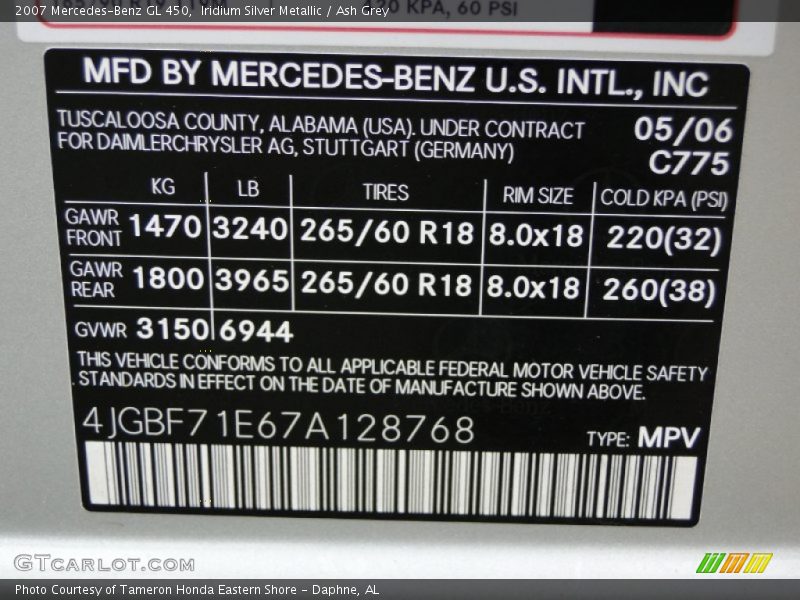 2007 Mercedes-Benz GL 450, Iridium Silver Metallic / Ash Grey
KPA, 60 PSI
MFD BY MERCEDES-BENZ U.S. INTL., INC
TUSCALOOSA COUNTY, ALABAMA (USA). UNDER CONTRACT 05/06
FOR DAIMLERCHRYSLER AG, STUTTGART (GERMANY) C775
KG LB TIRES RIM SIZE COLD KPA (PSI)
GAWR FRONT 1470 3240 265/60 R18 8.0x18 220(32)
GAWR REAR 1800 3965 265/60 R18 8.0x18 260(38)
GVWR 3150 6944
THIS VEHICLE CONFORMS TO ALL APPLICABLE FEDERAL MOTOR VEHICLE SAFETY
STANDARDS IN EFFECT ON THE DATE OF MANUFACTURE SHOWN ABOVE.
4JGBF71E67A128768 TYPE: MPV
GTCARLOT.COM
Photo Courtesy of Tameron Honda Eastern Shore - Daphne, AL